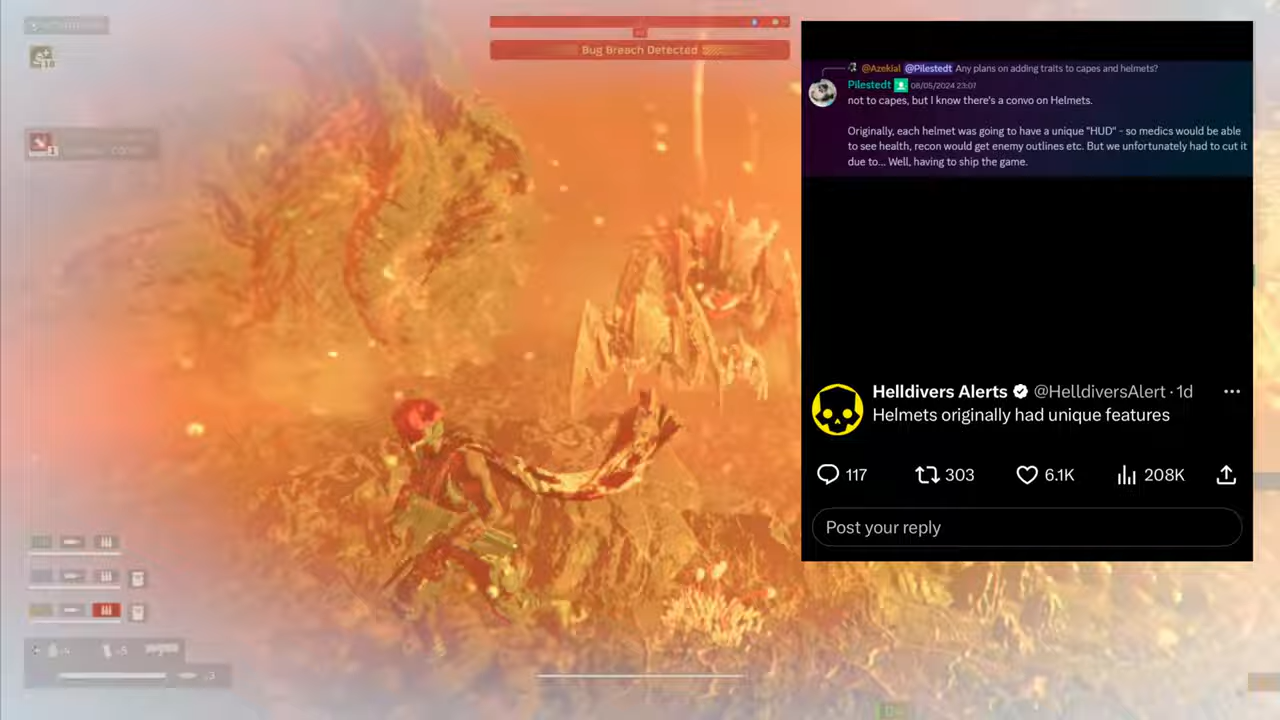 Bug Breach Detected
@Azekial @Pilestedt Any plans on adding traits to capes and helmets?
Pilestedt 08/05/2024 23:07
not to capes, but I know there's a convo on Helmets.
Originally, each helmet was going to have a unique "HUD" - so medics would be able
to see health, recon would get enemy outlines etc. But we unfortunately had to cut it
due to... Well, having to ship the game.
Helldivers Alerts @HelldiversAlert · 1d
Helmets originally had unique features
117 303 6.1K 208K
Post your reply